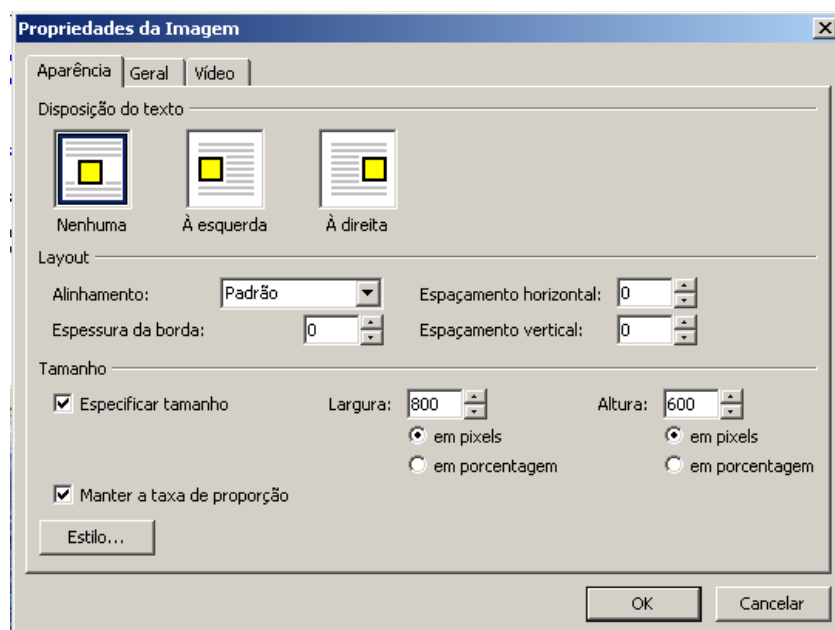 Propriedades da Imagem
Aparência Geral Vídeo
Disposição do texto
Nenhuma À esquerda À direita
Layout
Alinhamento: Padrão Espaçamento horizontal: 0
Espessura da borda: 0 Espaçamento vertical: 0
Tamanho
Especificar tamanho Largura: 800 Altura: 600
em pixels em pixels
em porcentagem em porcentagem
Manter a taxa de proporção
Estilo...
OK Cancelar